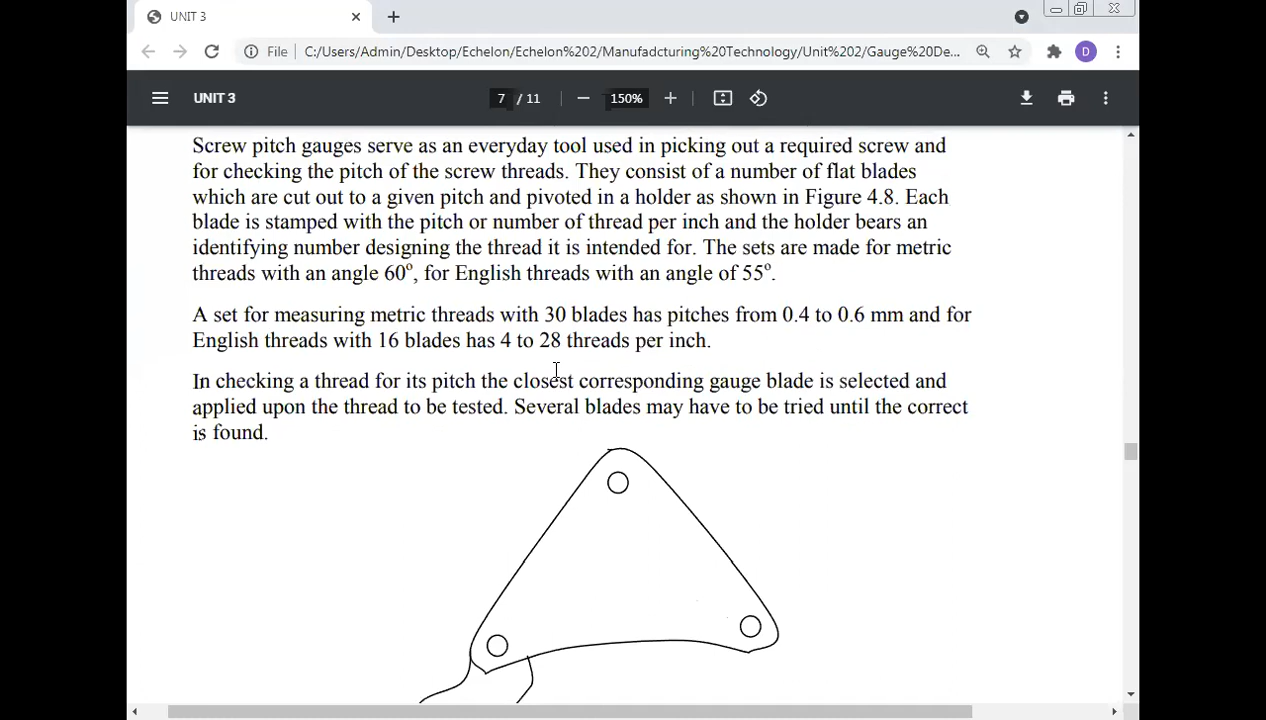 UNIT 3
File
C:/Users/Admin/Desktop/Echelon/Echelon%202/Manufadcturing%20Technology/Unit%202/Gauge%20De...
D
UNIT 3
7 / 11
150%
Screw pitch gauges serve as an everyday tool used in picking out a required screw and
for checking the pitch of the screw threads. They consist of a number of flat blades
which are cut out to a given pitch and pivoted in a holder as shown in Figure 4.8. Each
blade is stamped with the pitch or number of thread per inch and the holder bears an
identifying number designing the thread it is intended for. The sets are made for metric
threads with an angle 60º, for English threads with an angle of 55º.
A set for measuring metric threads with 30 blades has pitches from 0.4 to 0.6 mm and for
English threads with 16 blades has 4 to 28 threads per inch.
In checking a thread for its pitch the closest corresponding gauge blade is selected and
applied upon the thread to be tested. Several blades may have to be tried until the correct
is found.